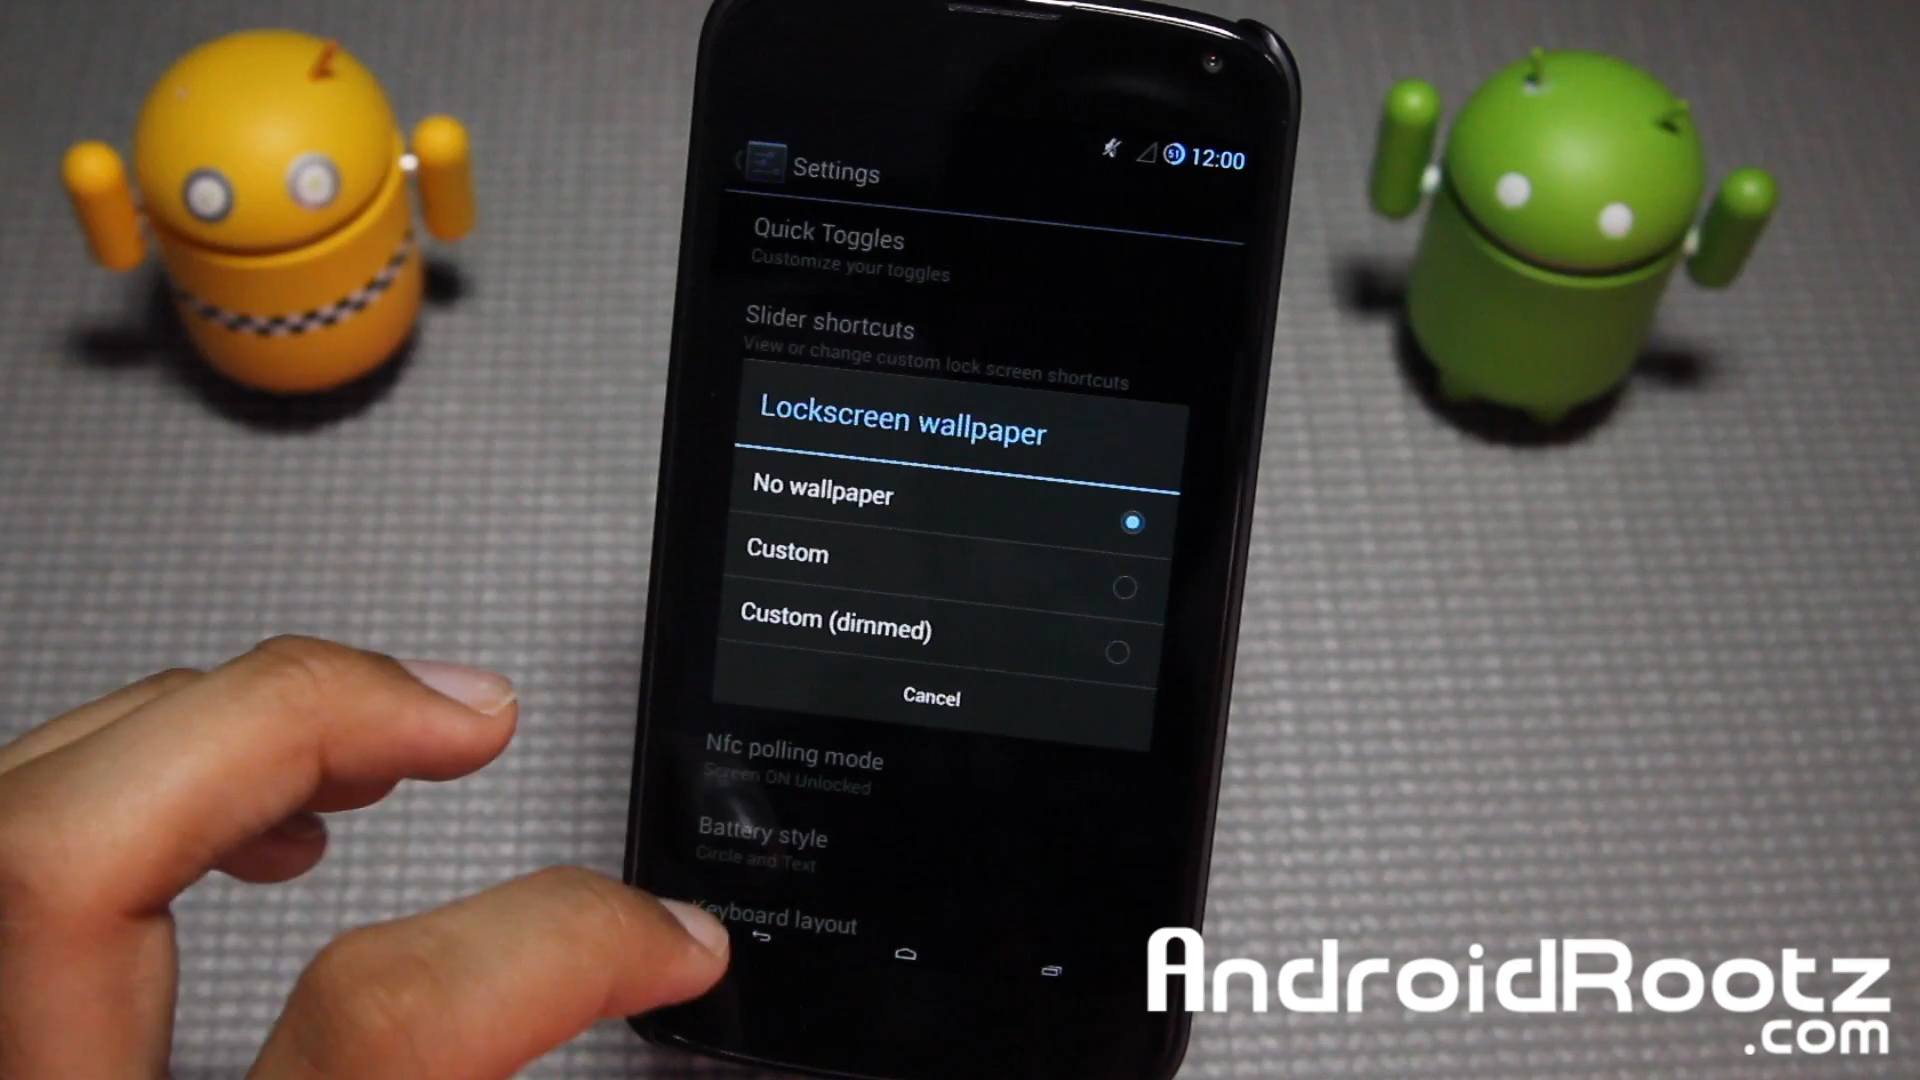 51 12:00
Settings
Quick Toggles
Customize your toggles
Slider shortcuts
View or change custom lock screen shortcuts
Lockscreen wallpaper
No wallpaper
Custom
Custom (dimmed)
Cancel
Nfc polling mode
Screen ON Unlocked
Battery style
Circle and Text
Keyboard layout
AndroidRootz
.com